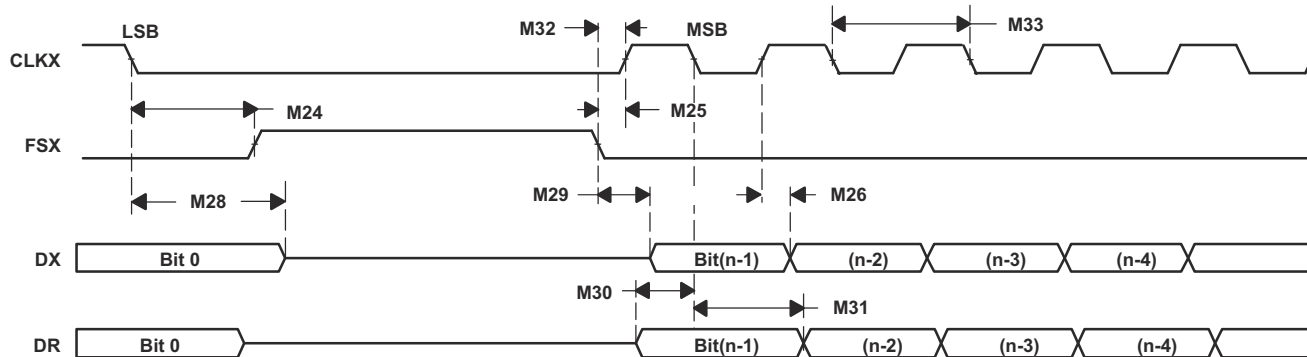 LSB
M32
MSB
M33
CLKX
M24
M25
FSX
M28
M29
M26
DX
Bit 0
Bit(n-1)
(n-2)
(n-3)
(n-4)
M30
M31
DR
Bit 0
Bit(n-1)
(n-2)
(n-3)
(n-4)